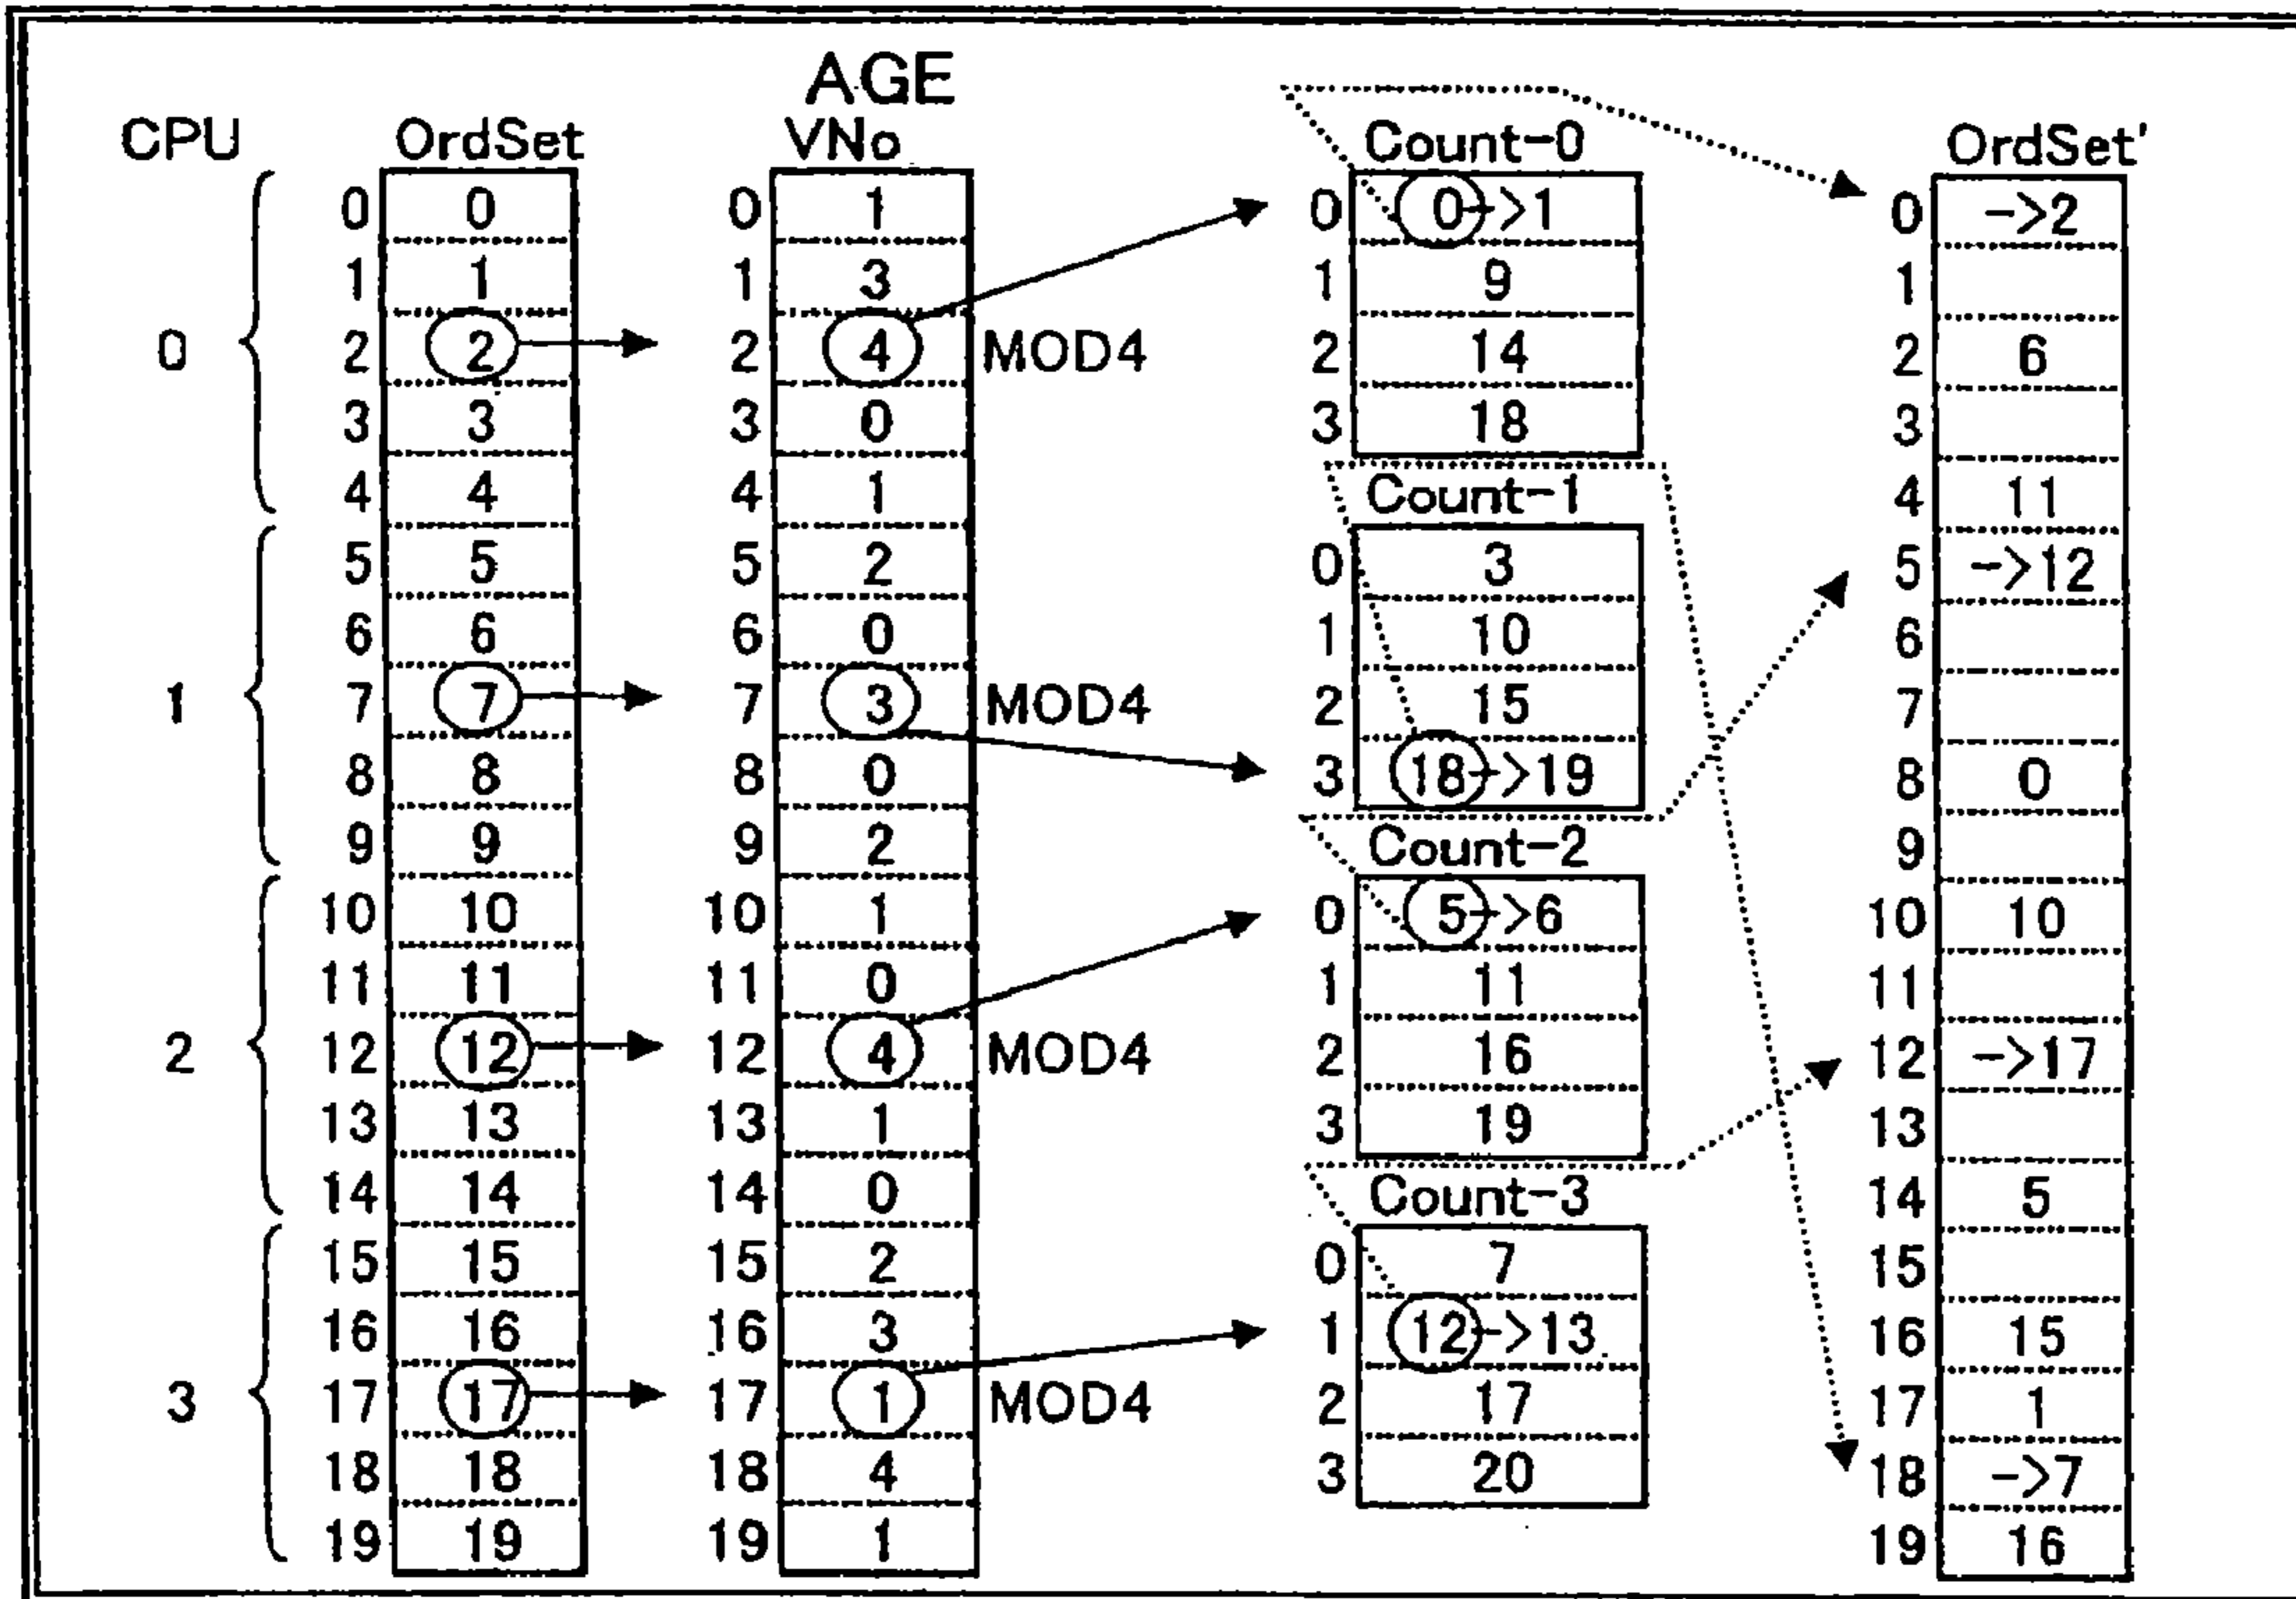 AGE
CPU OrdSet VNo Count-0 OrdSet'
0 0 0 1 0 0->1 0 ->2
1 1 1 3 1 9 1
0 2 2 2 4 MOD4 2 14 2 6
3 3 3 0 3 18 3
4 4 4 1 Count-1 4 11
5 5 5 2 0 3 5 ->12
6 6 6 0 1 10 6
1 7 7 7 3 MOD4 2 15 7
8 8 8 0 3 18->19 8 0
9 9 9 2 Count-2 9
10 10 10 1 0 5->6 10 10
11 11 11 0 1 11 11
2 12 12 12 4 MOD4 2 16 12 ->17
13 13 13 1 3 19 13
14 14 14 0 Count-3 14 5
15 15 15 2 0 7 15
16 16 16 3 1 12->13 16 15
3 17 17 17 1 MOD4 2 17 17 1
18 18 18 4 3 20 18 ->7
19 19 19 1 19 16